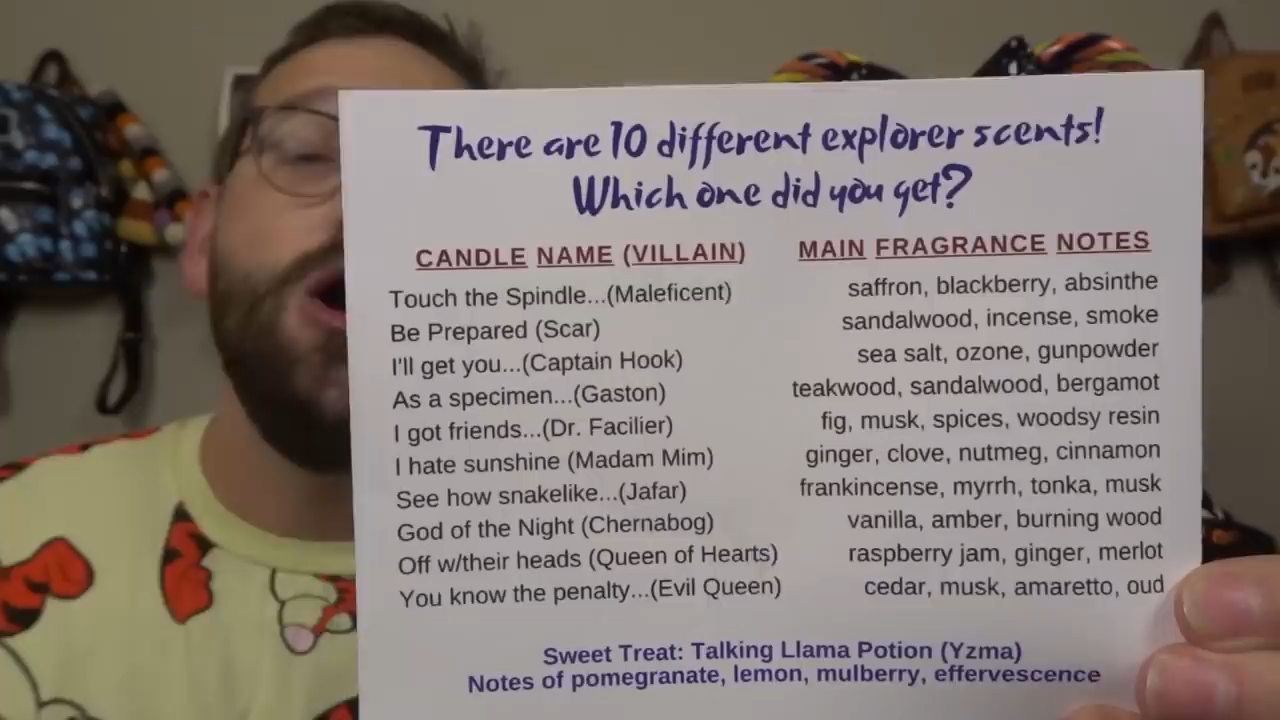 There are 10 different explorer scents!
Which one did you get?
CANDLE NAME (VILLAIN) MAIN FRAGRANCE NOTES
Touch the Spindle...(Maleficent) saffron, blackberry, absinthe
Be Prepared (Scar) sandalwood, incense, smoke
I'll get you...(Captain Hook) sea salt, ozone, gunpowder
As a specimen...(Gaston) teakwood, sandalwood, bergamot
I got friends...(Dr. Facilier) fig, musk, spices, woodsy resin
I hate sunshine (Madam Mim) ginger, clove, nutmeg, cinnamon
See how snakelike...(Jafar) frankincense, myrrh, tonka, musk
God of the Night (Chernabog) vanilla, amber, burning wood
Off w/their heads (Queen of Hearts) raspberry jam, ginger, merlot
You know the penalty...(Evil Queen) cedar, musk, amaretto, oud
Sweet Treat: Talking Llama Potion (Yzma)
Notes of pomegranate, lemon, mulberry, effervescence